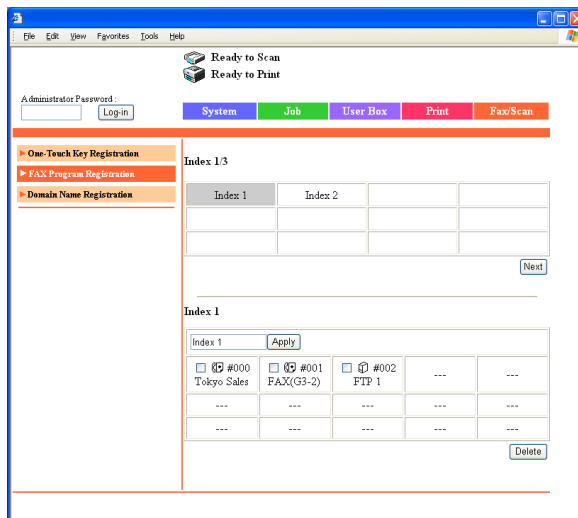 File Edit View Favorites Tools Help
Ready to Scan
Ready to Print
Administrator Password :
Log-in
System Job User Box Print Fax/Scan
One-Touch Key Registration
FAX Program Registration
Domain Name Registration
Index 1/3
Index 1 Index 2
Next
Index 1
Index 1 Apply
#000 #001 #002
Tokyo Sales FAX(G3-2) FTP 1 --- ---
--- --- --- --- ---
--- --- --- --- ---
Delete